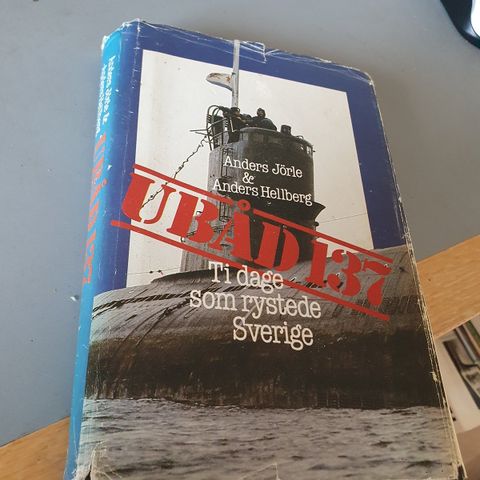 Anders Jörle
&
Anders Hellberg
UBÅD 137
Ti dage
som rystede
Sverige